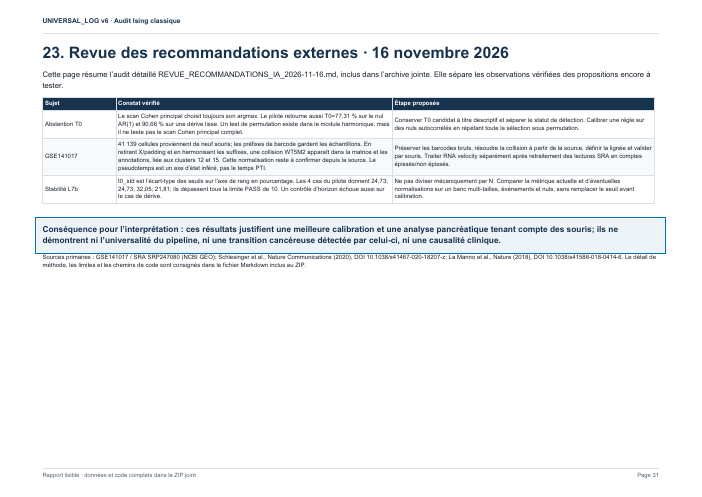 UNIVERSAL_LOG v6 · Audit Ising classique
23. Revue des recommandations externes · 16 novembre 2026
Cette page résume l'audit détaillé REVUE_RECOMMANDATIONS_IA_2026-11-16.md, inclus dans l'archive jointe. Elle sépare les observations vérifiées des propositions encore à
tester.
Sujet
Constat vérifié
Étape proposée
Abstention T0
Le scan Cohen principal choisit toujours son argmax. Le pilote retourne aussi T0=77,31 % sur le nul
AR(1) et 90,66 % sur une dérive lisse. Un test de permutation existe dans le module harmonique, mais
il ne teste pas le scan Cohen principal complet.
Conserver T0 candidat à titre descriptif et séparer le statut de détection. Calibrer une règle sur
des nuls autocorrélés en répétant toute la sélection sous permutation.
GSE141017
41 139 cellules proviennent de neuf souris; les préfixes de barcode gardent les échantillons. En
retirant X/padding et en harmonisant les suffixes, une collision WT5M2 apparaît dans la matrice et les
annotations, liée aux clusters 12 et 15. Cette normalisation reste à confirmer depuis la source. Le
pseudotemps est un axe d'état inféré, pas le temps PTI.
Préserver les barcodes bruts, résoudre la collision à partir de la source, définir la lignée et valider
par souris. Traiter RNA velocity séparément après retraitement des lectures SRA en comptes
épissés/non épissés.
Stabilité L7b
t0_std est l'écart-type des seuils sur l'axe de rang en pourcentage. Les 4 cas du pilote donnent 24,73;
24,73; 32,05; 21,81; ils dépassent tous la limite PASS de 10. Un contrôle d'horizon échoue aussi sur
le cas de dérive.
Ne pas diviser mécaniquement par N. Comparer la métrique actuelle et d'éventuelles
normalisations sur un banc multi-tailles, événements et nuls, sans remplacer le seuil avant
calibration.
Conséquence pour l'interprétation : ces résultats justifient une meilleure calibration et une analyse pancréatique tenant compte des souris; ils ne
démontrent ni l'universalité du pipeline, ni une transition cancéreuse détectée par celui-ci, ni une causalité clinique.
Sources primaires : GSE141017 / SRA SRP247080 (NCBI GEO); Schlesinger et al., Nature Communications (2020), DOI 10.1038/s41467-020-18207-z; La Manno et al., Nature (2018), DOI 10.1038/s41586-018-0414-6. Le détail de
méthode, les limites et les chemins de code sont consignés dans le fichier Markdown inclus au ZIP.
Rapport lisible · données et code complets dans le ZIP joint
Page 31